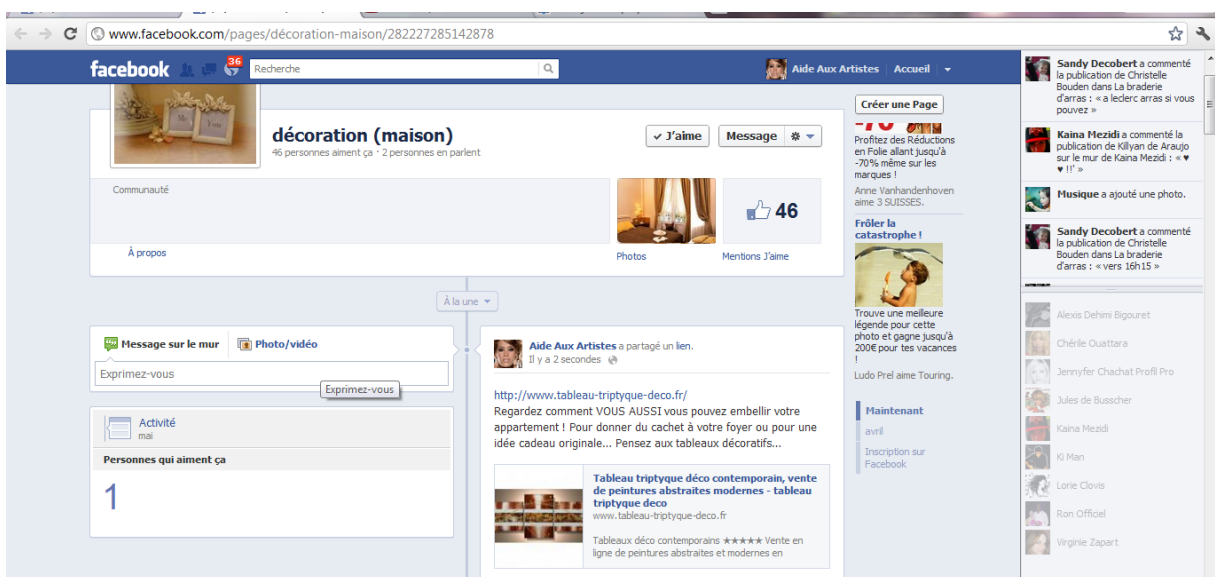 www.facebook.com/pages/décoration-maison/282227285142878
facebook
36
Recherche
Aide Aux Artistes
Accueil
Me
You
décoration (maison)
46 personnes aiment ça · 2 personnes en parlent
J'aime
Message
Communauté
À propos
Photos
46
Mentions J'aime
À la une
Message sur le mur
Photo/vidéo
Exprimez-vous
Exprimez-vous
Activité
mai
Personnes qui aiment ça
1
Aide Aux Artistes a partagé un lien.
Il y a 2 secondes
http://www.tableau-triptyque-deco.fr/
Regardez comment VOUS AUSSI vous pouvez embellir votre
appartement ! Pour donner du cachet à votre foyer ou pour une
idée cadeau originale... Pensez aux tableaux décoratifs...
Tableau triptyque déco contemporain, vente
de peintures abstraites modernes - tableau
triptyque deco
www.tableau-triptyque-deco.fr
Tableaux déco contemporains ★★★★★ Vente en
ligne de peintures abstraites et modernes en
Créer une Page
-70
Profitez des Réductions
en Folie allant jusqu'à
-70% même sur les
marques !
Anne Vanhandenhoven
aime 3 SUISSES.
Frôler la
catastrophe !
Trouve une meilleure
légende pour cette
photo et gagne jusqu'à
200€ pour tes vacances
!
Ludo Prel aime Touring.
Maintenant
avril
Inscription sur
Facebook
Sandy Decobert a commenté
la publication de Christelle
Bouden dans La braderie
d'arras : « a leclerc arras si vous
pouvez »
Kaina Mezidi a commenté la
publication de Killyan de Araujo
sur le mur de Kaina Mezidi : « ♥
♥ !!' »
Musique a ajouté une photo.
Sandy Decobert a commenté
la publication de Christelle
Bouden dans La braderie
d'arras : « vers 16h15 »
Alexis Dehimi Bigouret
Chérile Ouattara
Jennyfer Chachat Profil Pro
Jules de Busscher
Kaina Mezidi
Ki Man
Lorie Clovis
Ron Officiel
Virginie Zapart